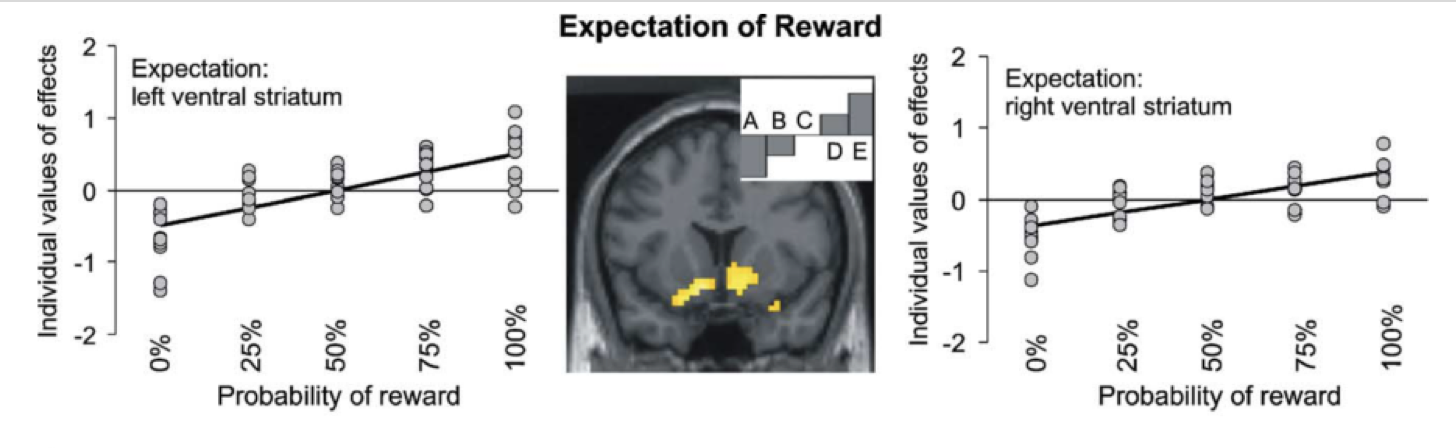 Expectation of Reward
Individual values of effects
2
1
0
-1
-2
Expectation:
left ventral striatum
0%
25%
50%
75%
100%
Probability of reward
A B C
D E
Individual values of effects
2
1
0
-1
-2
Expectation:
right ventral striatum
0%
25%
50%
75%
100%
Probability of reward